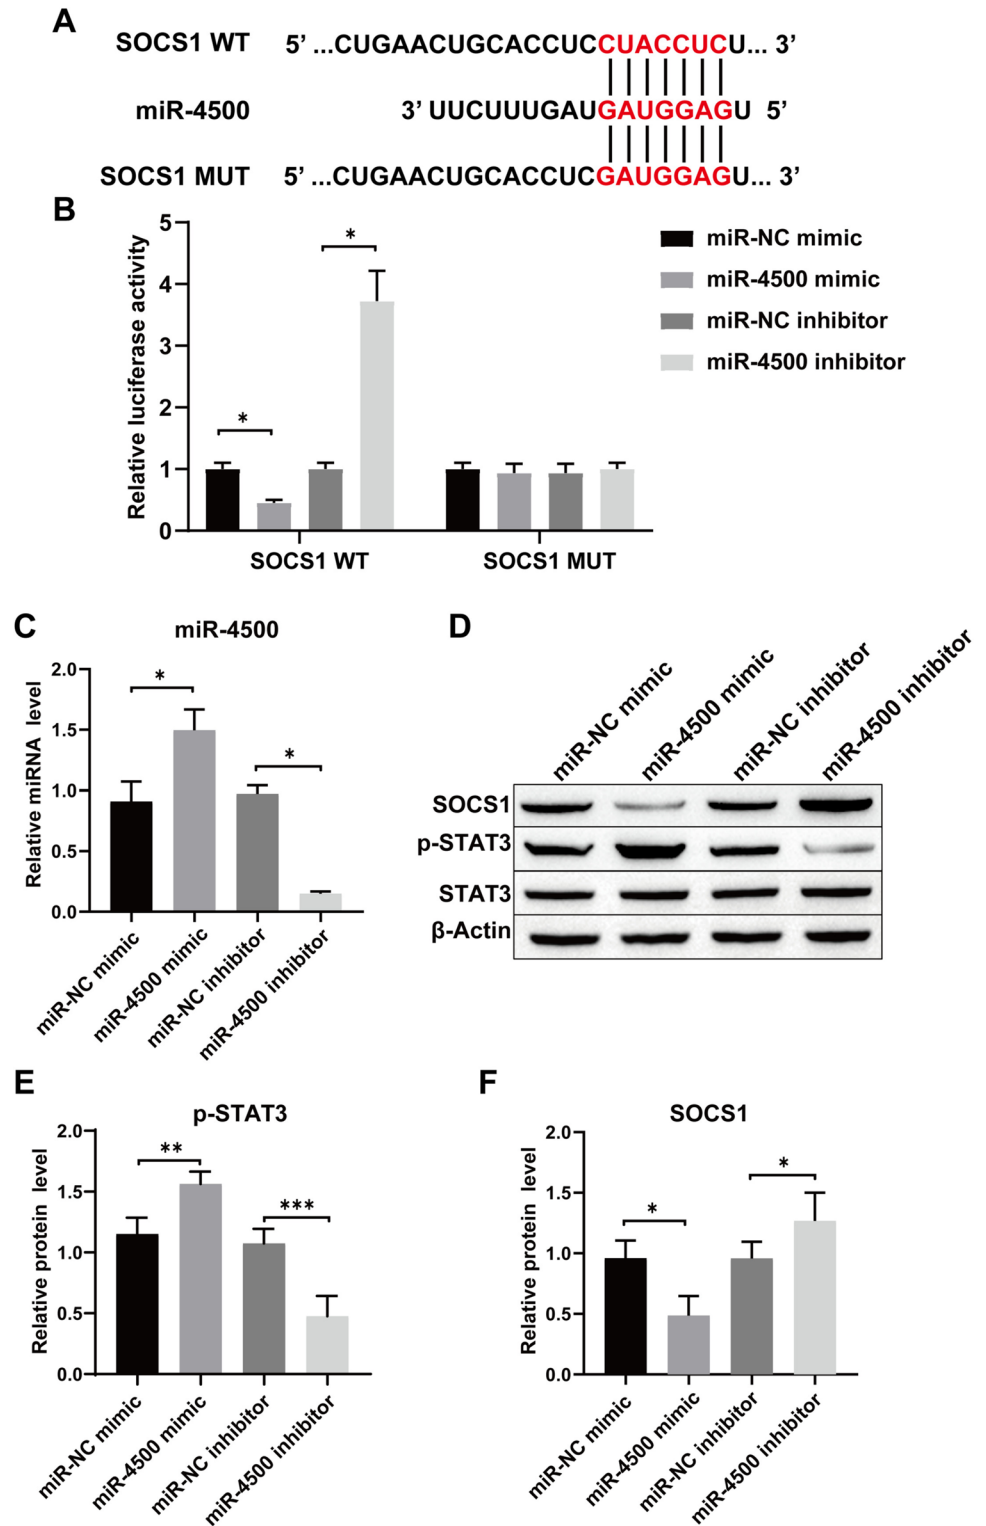 A
SOCS1 WT 5’ ...CUGAACUGCACCUCCUACCUCU... 3’
miR-4500 3’ UUCUUUGAUGAUGGAGU 5’
SOCS1 MUT 5’ ...CUGAACUGCACCUCGAUGGAGU... 3’
B
Relative luciferase activity
5
4
3
2
1
0
*
*
SOCS1 WT
SOCS1 MUT
miR-NC mimic
miR-4500 mimic
miR-NC inhibitor
miR-4500 inhibitor
C
miR-4500
Relative miRNA level
2.0
1.5
1.0
0.5
0.0
*
*
miR-NC mimic
miR-4500 mimic
miR-NC inhibitor
miR-4500 inhibitor
D
miR-NC mimic
miR-4500 mimic
miR-NC inhibitor
miR-4500 inhibitor
SOCS1
p-STAT3
STAT3
β-Actin
E
p-STAT3
Relative protein level
2.0
1.5
1.0
0.5
0.0
**
***
miR-NC mimic
miR-4500 mimic
miR-NC inhibitor
miR-4500 inhibitor
F
SOCS1
Relative protein level
2.0
1.5
1.0
0.5
0.0
*
*
miR-NC mimic
miR-4500 mimic
miR-NC inhibitor
miR-4500 inhibitor